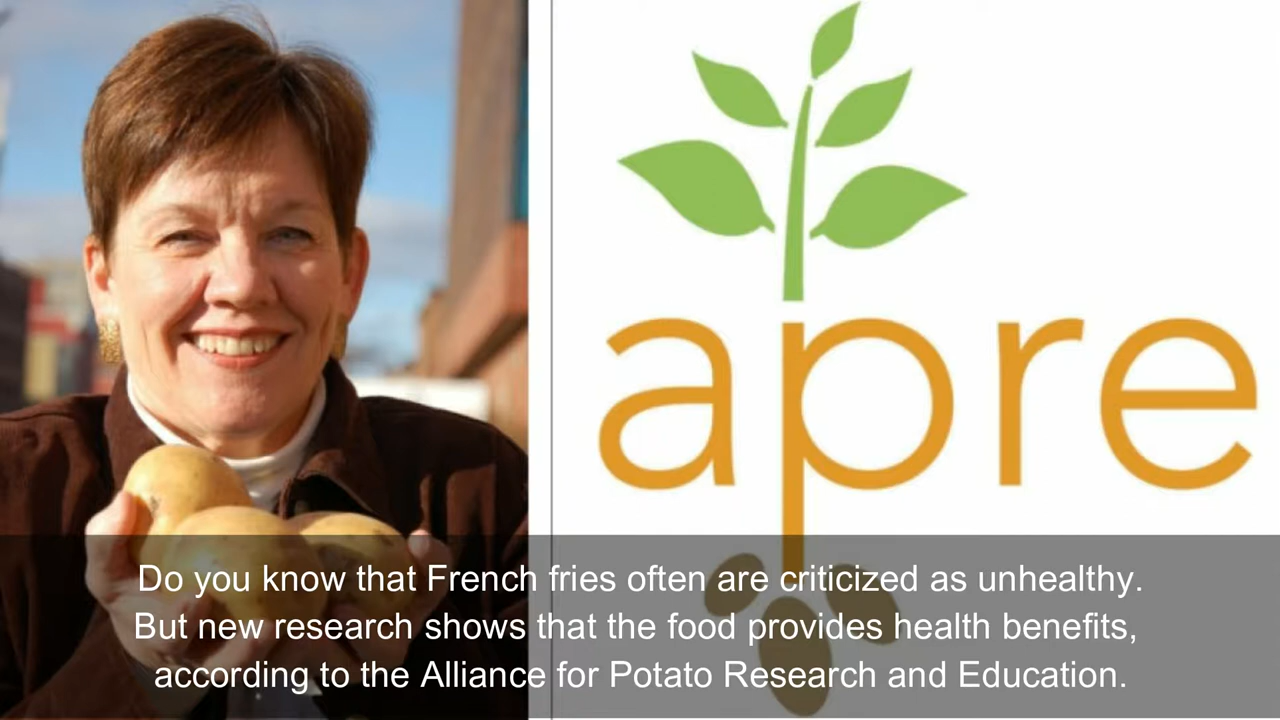 apre
Do you know that French fries often are criticized as unhealthy.
But new research shows that the food provides health benefits,
according to the Alliance for Potato Research and Education.